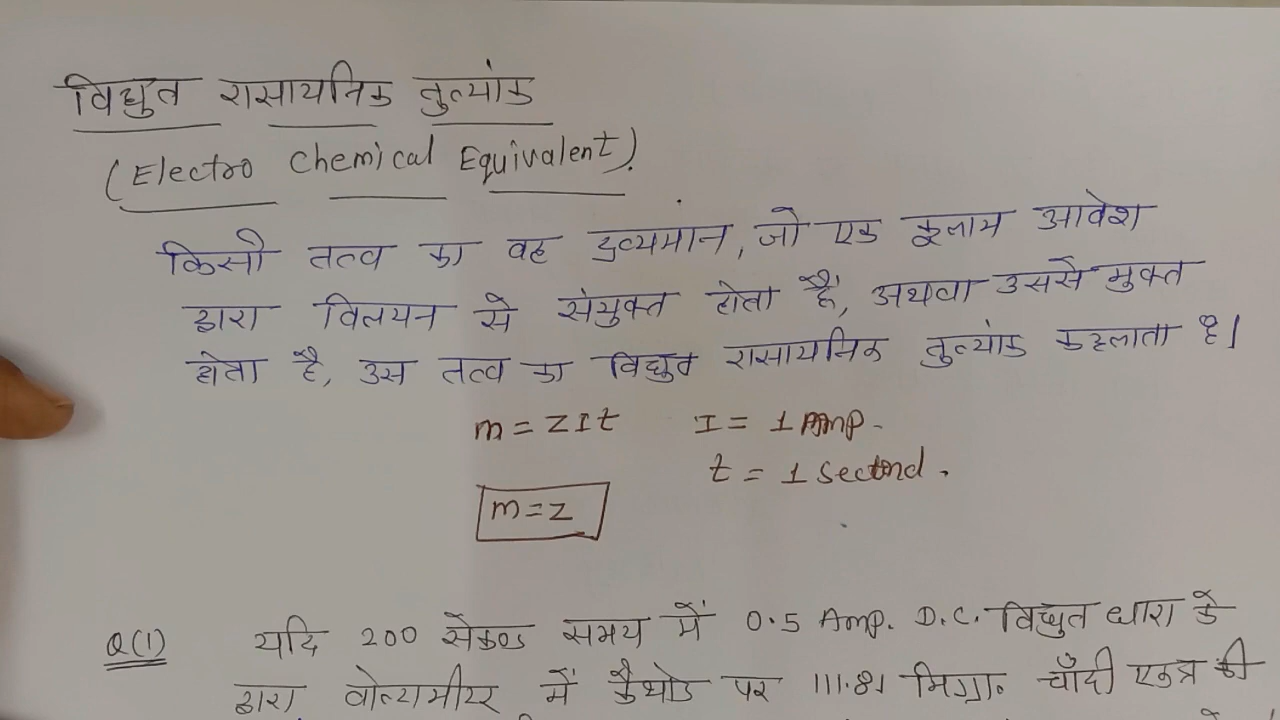 विद्युत रासायनिक तुल्यांक
(Electro Chemical Equivalent).
किसी तत्व का वह द्रव्यमान, जो एक कूलाम आवेश
द्वारा विलयन से संयुक्त होता है, अथवा उससे मुक्त
होता है, उस तत्व का विद्युत रासायनिक तुल्यांक कहलाता है।
m = ZIt I = 1 Amp.
t = 1 Second.
m=Z
Q(1) यदि 200 सेकण्ड समय में 0.5 Amp. D.C. विद्युत धारा के
द्वारा वोल्टामीटर में कैथोड पर 111.81 मिग्रा. चाँदी एकत्र की